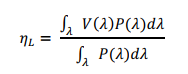 η_L = ∫_λ V(λ)P(λ)dλ / ∫_λ P(λ)dλ